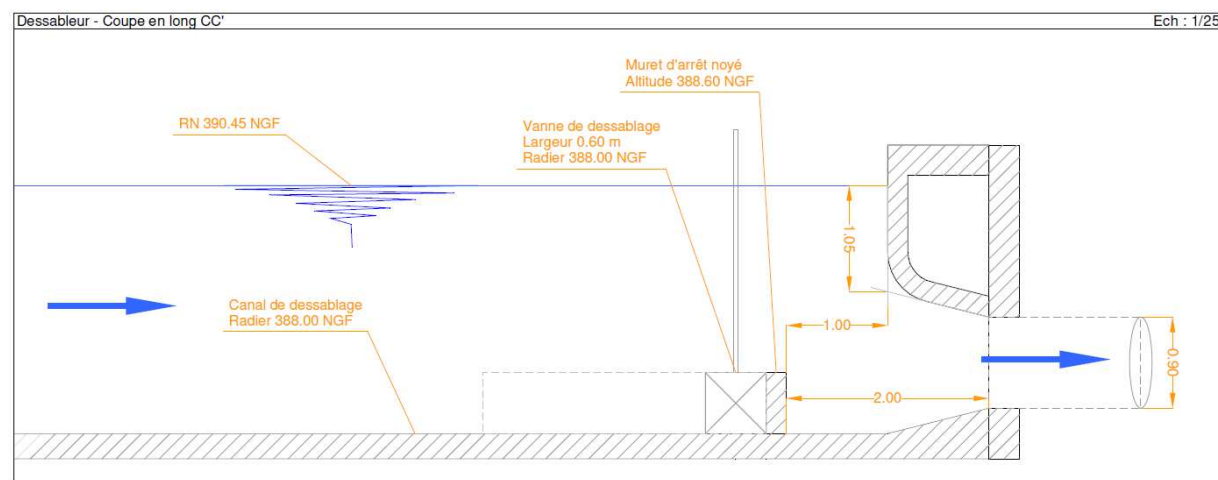 Dessableur - Coupe en long CC'
Ech : 1/25
Muret d'arrêt noyé
Altitude 388.60 NGF
RN 390.45 NGF
Vanne de dessablage
Largeur 0.60 m
Radier 388.00 NGF
1.05
Canal de dessablage
Radier 388.00 NGF
1.00
0.90
2.00